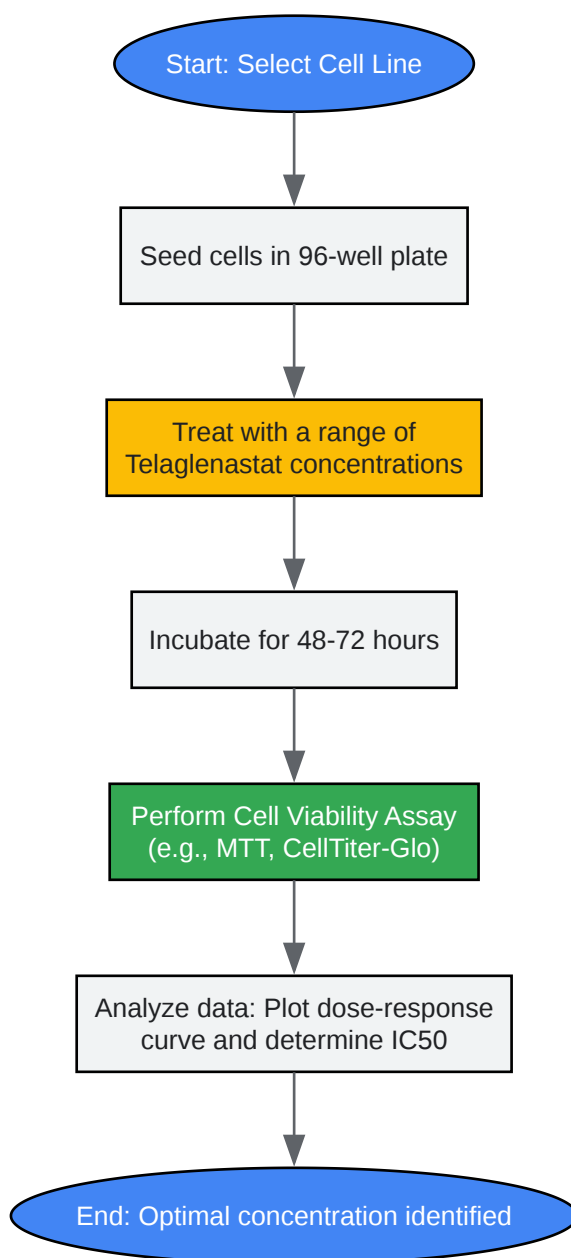 Start: Select Cell Line
Seed cells in 96-well plate
Treat with a range of
Telaglenastat concentrations
Incubate for 48-72 hours
Perform Cell Viability Assay
(e.g., MTT, CellTiter-Glo)
Analyze data: Plot dose-response
curve and determine IC50
End: Optimal concentration identified